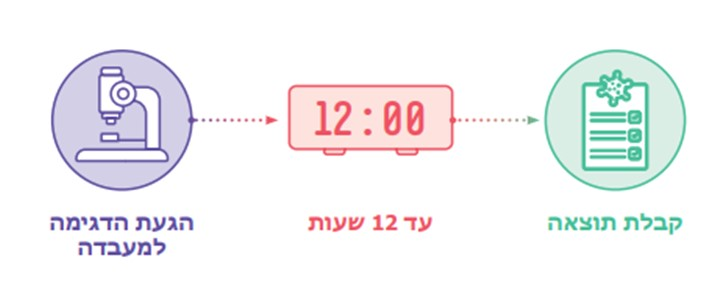 12:00
הגעת הדגימה
למעבדה
עד 12 שעות
קבלת תוצאה